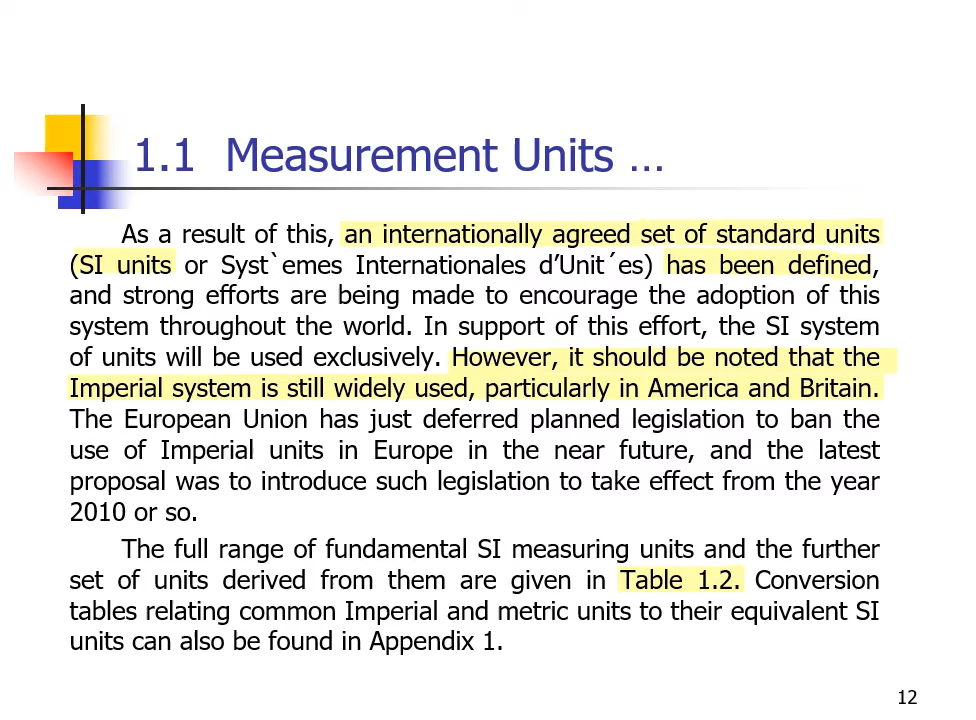 1.1 Measurement Units …
As a result of this, an internationally agreed set of standard units
(SI units or Syst`emes Internationales d’Unit´es) has been defined,
and strong efforts are being made to encourage the adoption of this
system throughout the world. In support of this effort, the SI system
of units will be used exclusively. However, it should be noted that the
Imperial system is still widely used, particularly in America and Britain.
The European Union has just deferred planned legislation to ban the
use of Imperial units in Europe in the near future, and the latest
proposal was to introduce such legislation to take effect from the year
2010 or so.
The full range of fundamental SI measuring units and the further
set of units derived from them are given in Table 1.2. Conversion
tables relating common Imperial and metric units to their equivalent SI
units can also be found in Appendix 1.
12